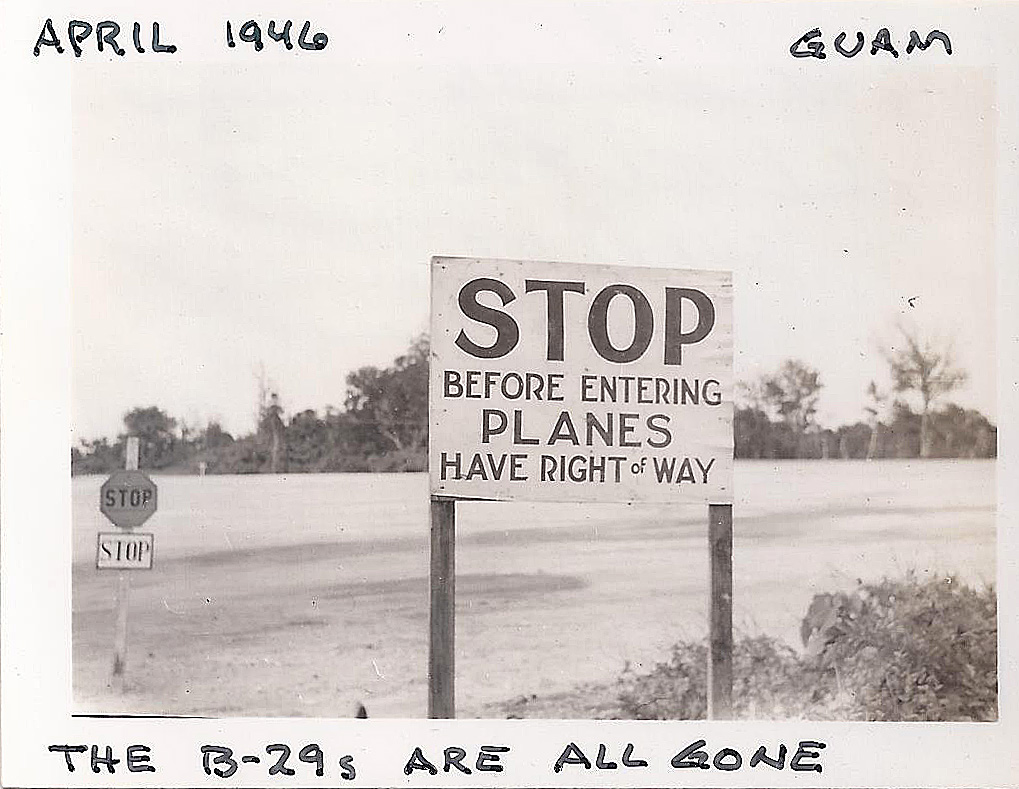 APRIL 1946 GUAM
STOP
BEFORE ENTERING
PLANES
HAVE RIGHT of WAY
STOP
STOP
THE B-29s ARE ALL GONE